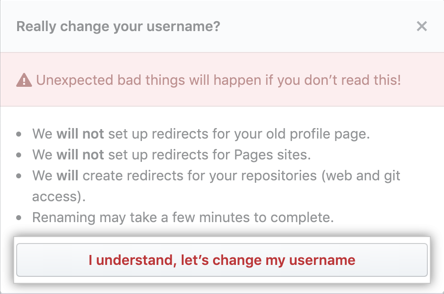 Really change your username?
Unexpected bad things will happen if you don’t read this!
We will not set up redirects for your old profile page.
We will not set up redirects for Pages sites.
We will create redirects for your repositories (web and git
access).
Renaming may take a few minutes to complete.
I understand, let’s change my username